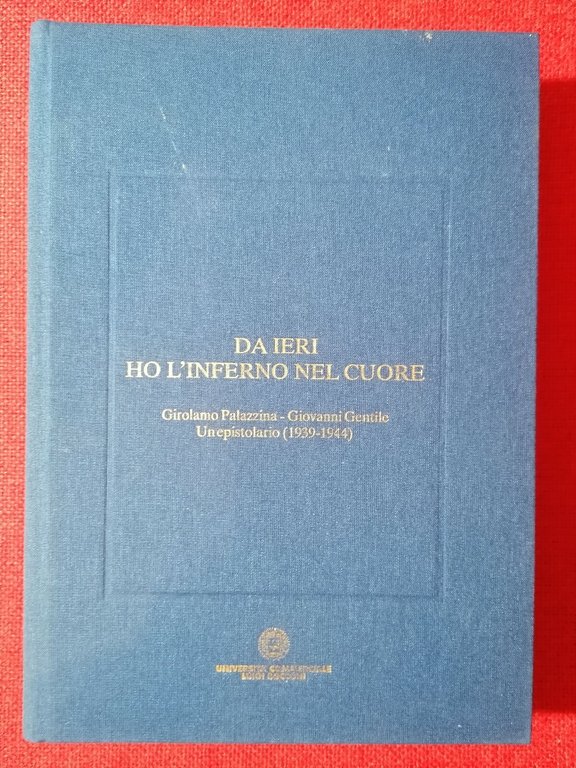 DA IERI
HO L'INFERNO NEL CUORE
Girolamo Palazzina - Giovanni Gentile
Un epistolario (1939-1944)
UNIVERSITÀ COMMERCIALE
LUIGI BOCCONI